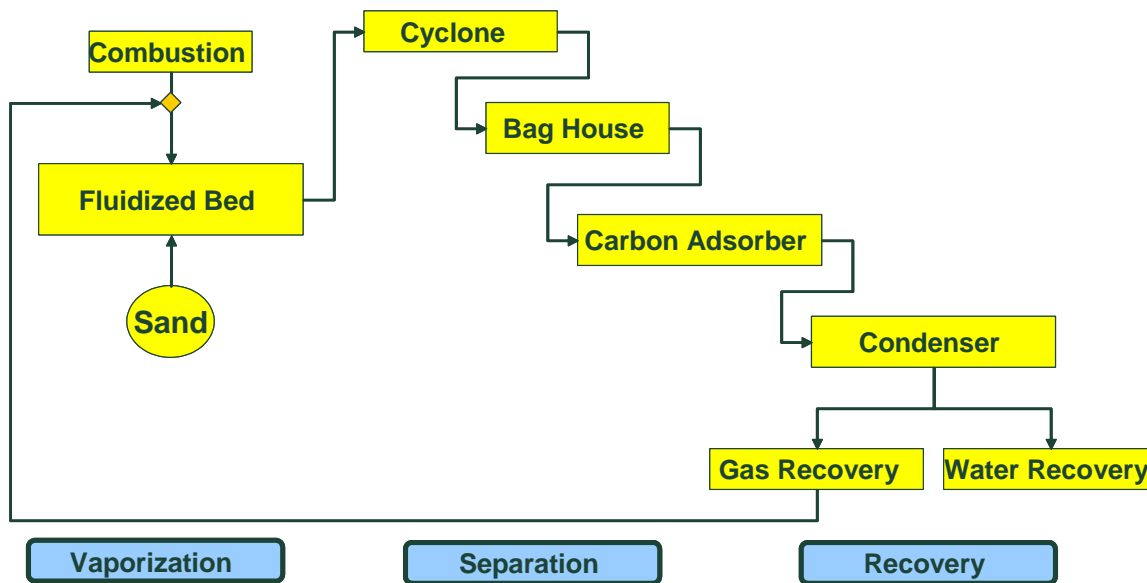 Combustion
Cyclone
Bag House
Fluidized Bed
Carbon Adsorber
Sand
Condenser
Gas Recovery
Water Recovery
Vaporization
Separation
Recovery